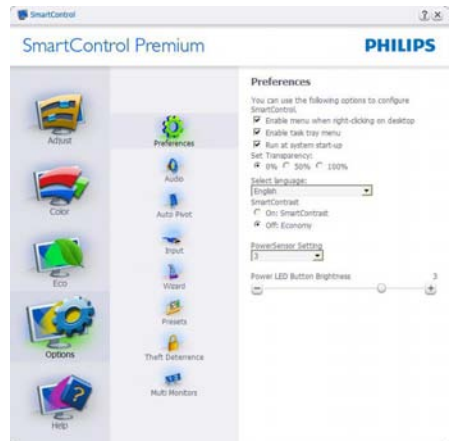 SmartControl
SmartControl Premium
PHILIPS
Adjust
Color
Eco
Options
Help
Preferences
Audio
Auto Pivot
Input
Wizard
Presets
Theft Deterrence
Multi Monitors
Preferences
You can use the following options to configure
SmartControl.
Enable menu when right-clicking on desktop
Enable task tray menu
Run at system start-up
Set Transparency:
0% 50% 100%
Select language:
English
SmartContrast
On: SmartContrast
Off: Economy
PowerSensor Setting
3
Power LED Button Brightness 3